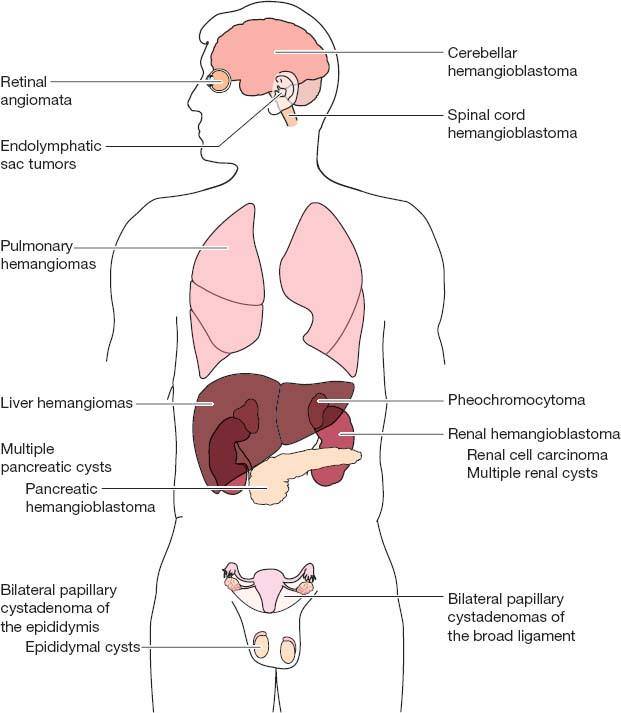 Retinal
angiomata
Endolymphatic
sac tumors
Pulmonary
hemangiomas
Liver hemangiomas
Multiple
pancreatic cysts
Pancreatic
hemangioblastoma
Bilateral papillary
cystadenoma of
the epididymis
Epididymal cysts
Cerebellar
hemangioblastoma
Spinal cord
hemangioblastoma
Pheochromocytoma
Renal hemangioblastoma
Renal cell carcinoma
Multiple renal cysts
Bilateral papillary
cystadenomas of
the broad ligament